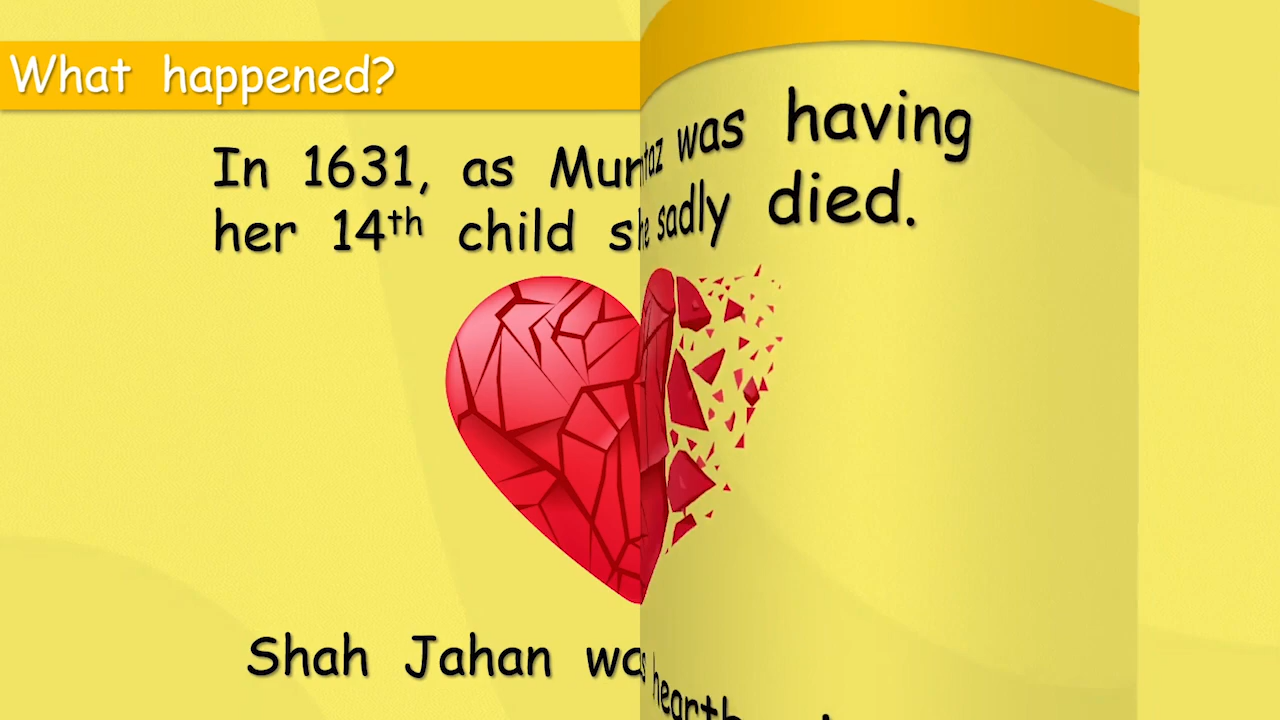 What happened?
In 1631, as Mumtaz was having
her 14th child she sadly died.
Shah Jahan was